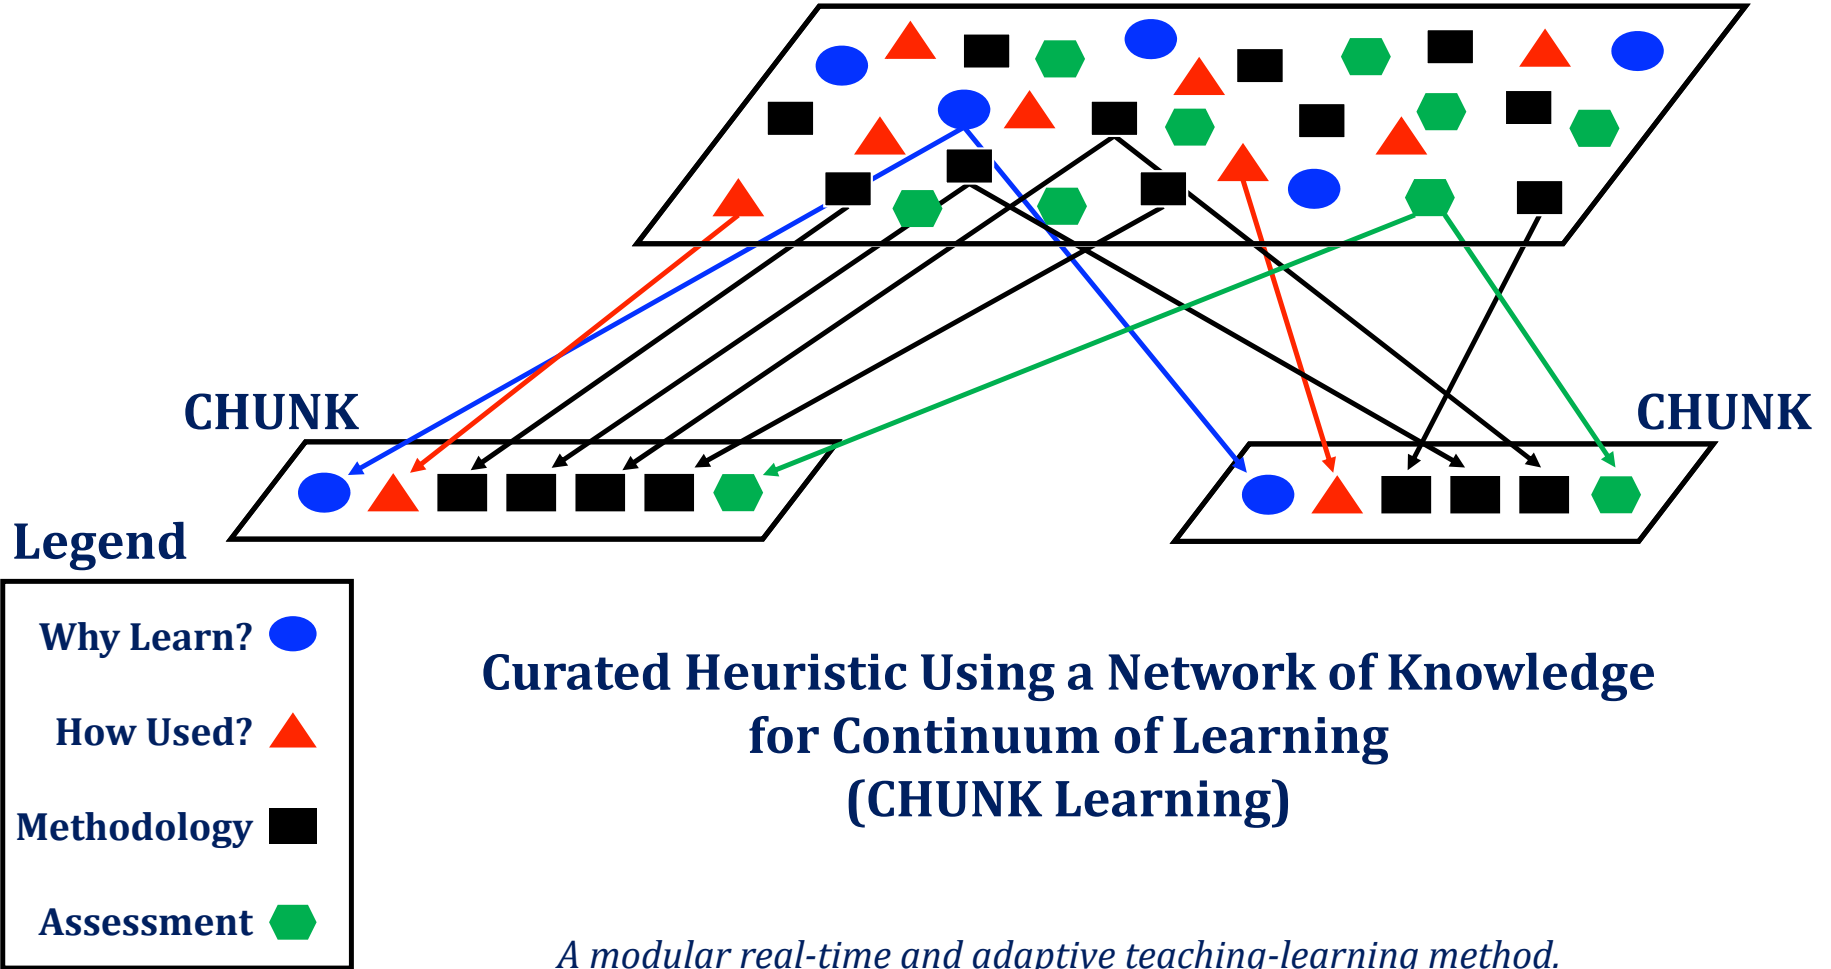 CHUNK
CHUNK
Legend
Why Learn?
How Used?
Methodology
Assessment
Curated Heuristic Using a Network of Knowledge
for Continuum of Learning
(CHUNK Learning)
A modular real-time and adaptive teaching-learning method.